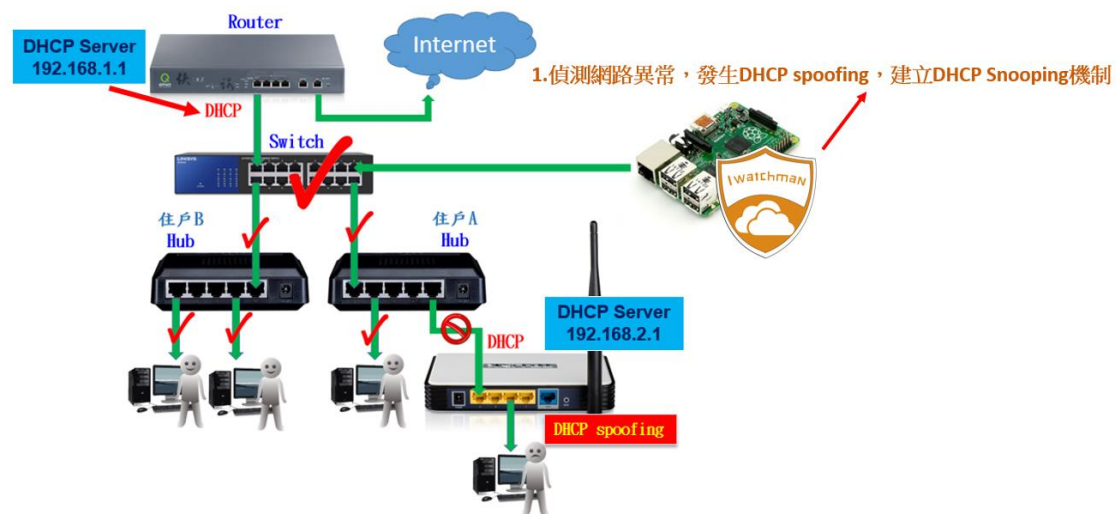 Router
DHCP Server
192.168.1.1
Internet
1.偵測網路異常，發生DHCP spoofing，建立DHCP Snooping機制
DHCP
Switch
LINKSYS
IwatchmaN
住戶B
Hub
住戶A
Hub
DHCP Server
192.168.2.1
DHCP
DHCP spoofing